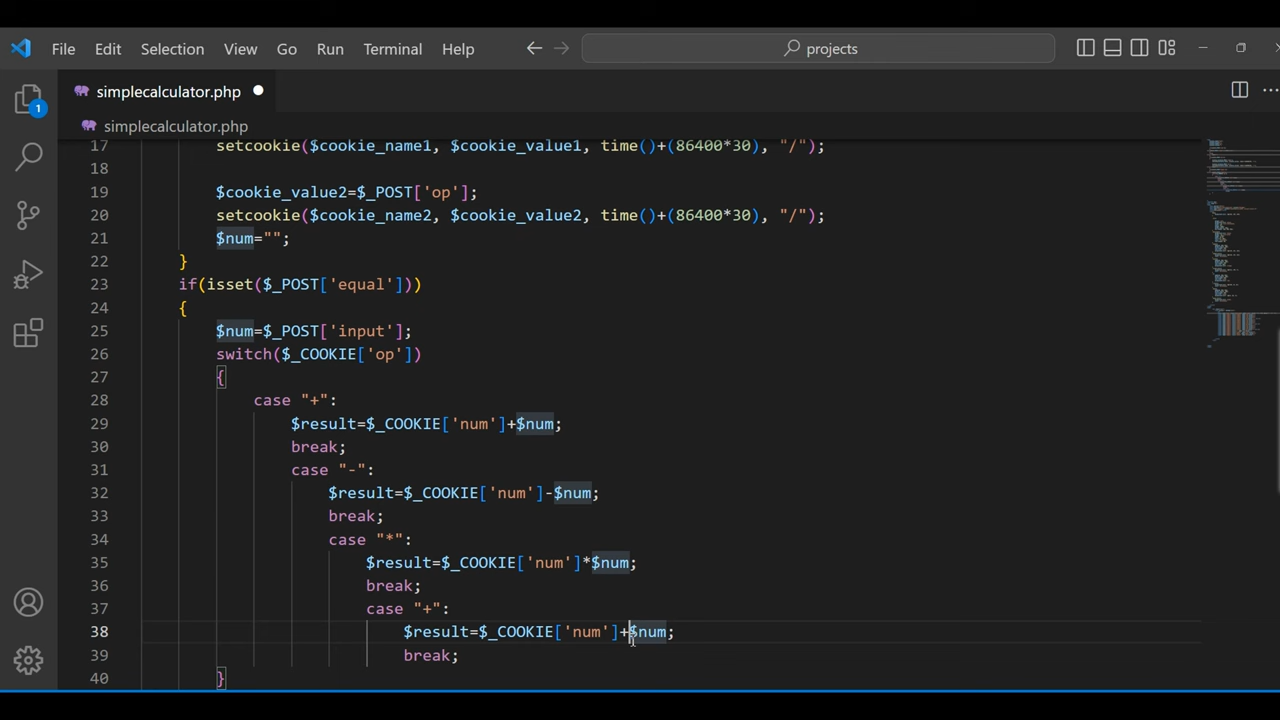 File Edit Selection View Go Run Terminal Help projects
simplecalculator.php
simplecalculator.php
1
17 setcookie($cookie_name1, $cookie_value1, time()+(86400*30), "/");
18
19 $cookie_value2=$_POST['op'];
20 setcookie($cookie_name2, $cookie_value2, time()+(86400*30), "/");
21 $num="";
22 }
23 if(isset($_POST['equal']))
24 {
25 $num=$_POST['input'];
26 switch($_COOKIE['op'])
27 {
28 case "+":
29 $result=$_COOKIE['num']+$num;
30 break;
31 case "-":
32 $result=$_COOKIE['num']-$num;
33 break;
34 case "*":
35 $result=$_COOKIE['num']*$num;
36 break;
37 case "+":
38 $result=$_COOKIE['num']+$num;
39 break;
40 }